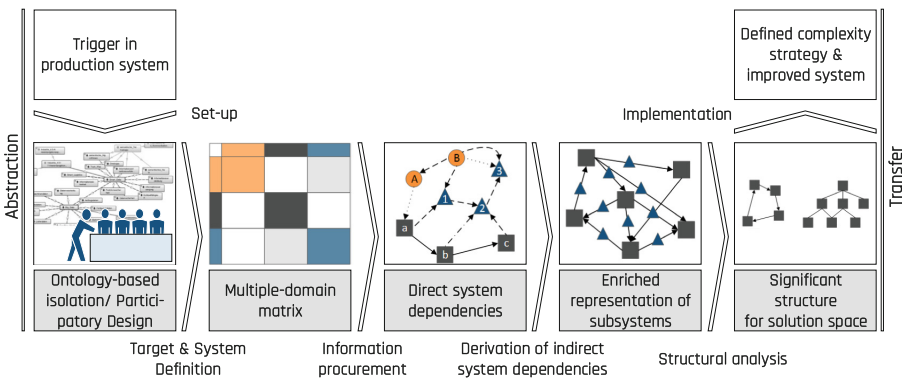 Abstraction
Trigger in
production system
Set-up
Implementation
Defined complexity
strategy &
improved system
Transfer
A
B
1
2
3
a
b
c
Ontology-based
isolation/ Partici-
patory Design
Multiple-domain
matrix
Direct system
dependencies
Enriched
representation of
subsystems
Significant
structure
for solution space
Target & System
Definition
Information
procurement
Derivation of indirect
system dependencies
Structural analysis